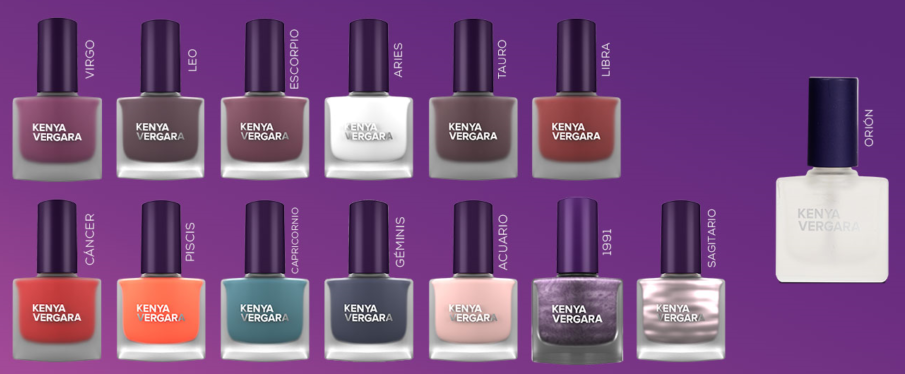 KENYA
VERGARA
VIRGO
KENYA
VERGARA
LEO
KENYA
VERGARA
ESCORPIO
KENYA
VERGARA
ARIES
KENYA
VERGARA
TAURO
KENYA
VERGARA
LIBRA
KENYA
VERGARA
ORIÓN
KENYA
VERGARA
CÁNCER
KENYA
VERGARA
PISCIS
KENYA
VERGARA
CAPRICORNIO
KENYA
VERGARA
GÉMINIS
KENYA
VERGARA
ACUARIO
KENYA
VERGARA
1991
KENYA
VERGARA
SAGITARIO